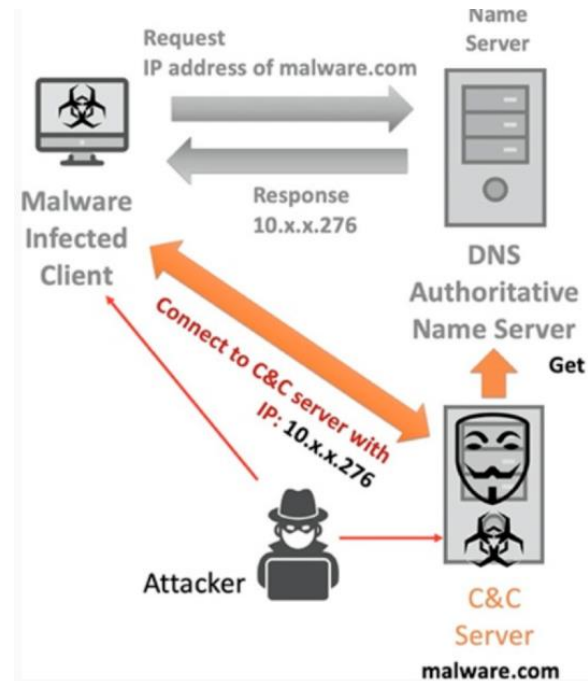 Name
Server
Request
IP address of malware.com
Response
10.x.x.276
Malware
Infected
Client
DNS
Authoritative
Name Server
Get
Connect to C&C server with
IP: 10.x.x.276
Attacker
C&C
Server
malware.com